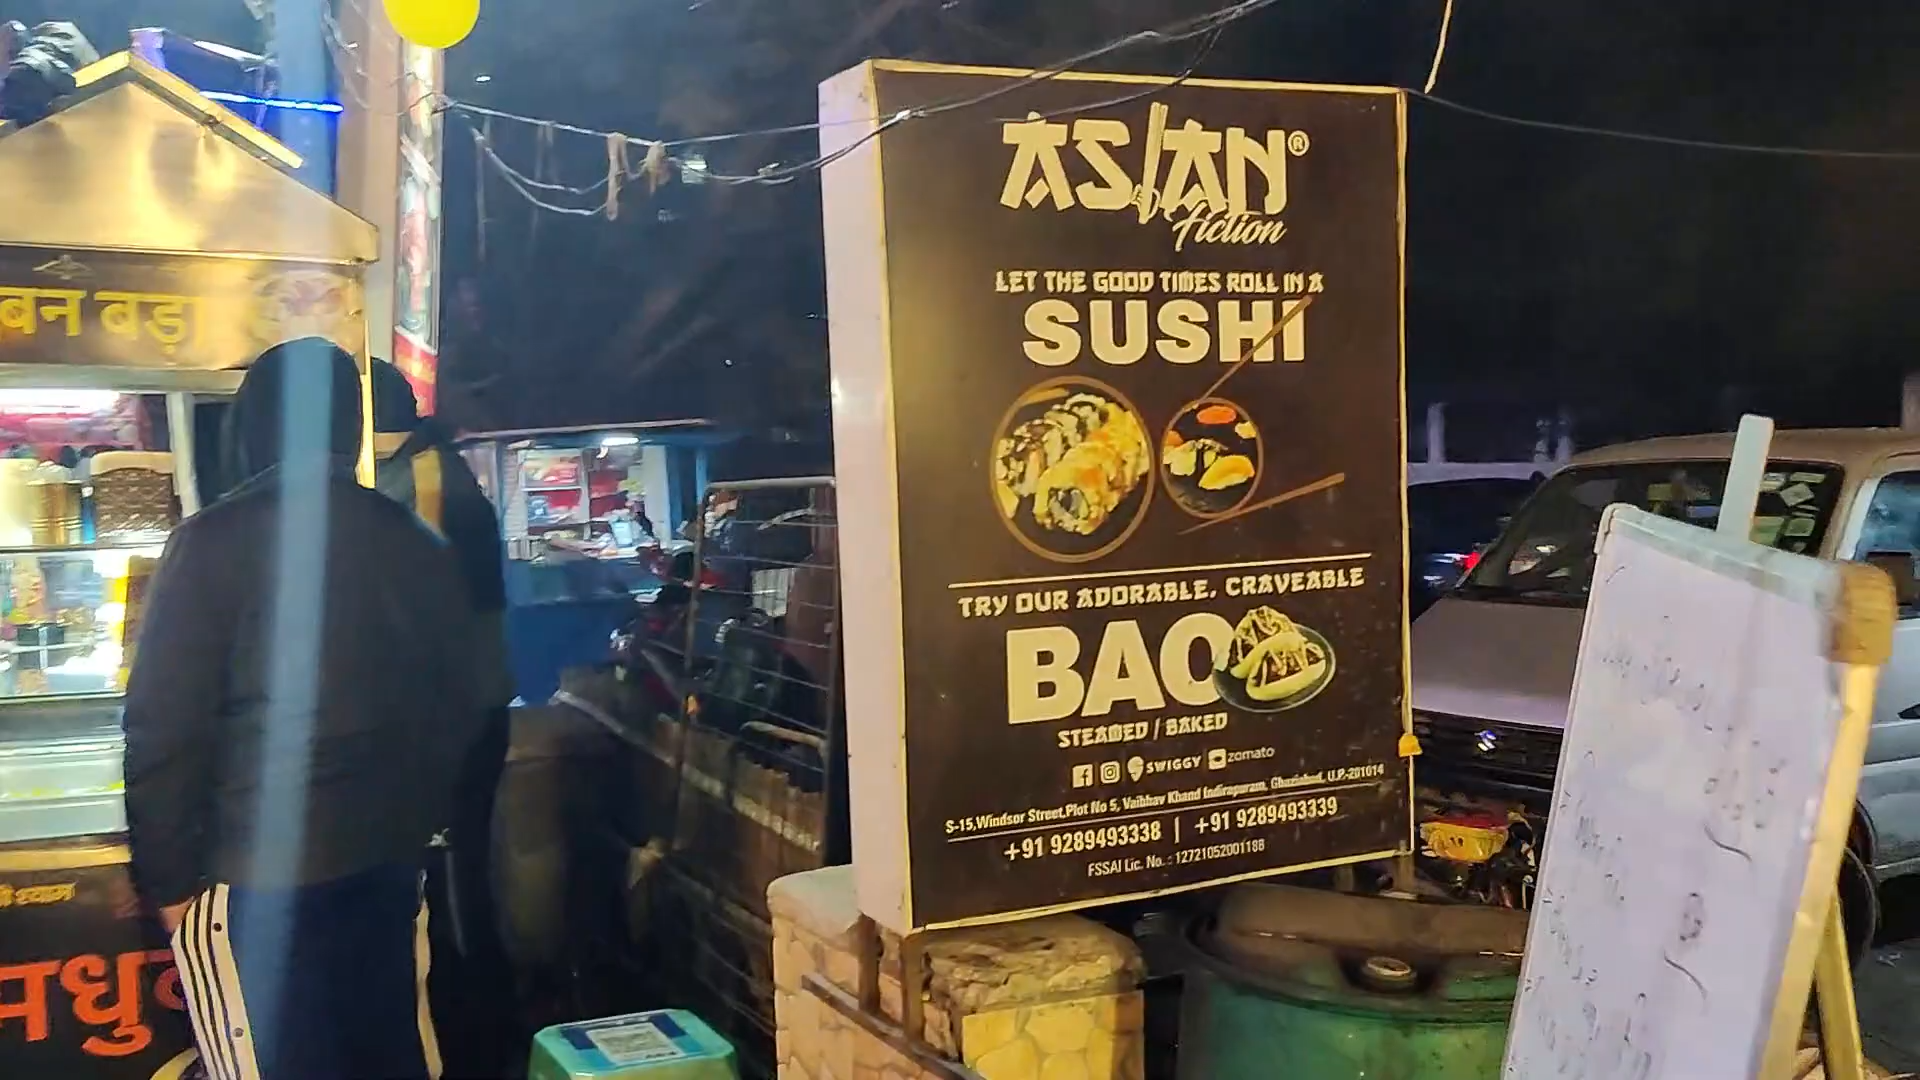 बन बड़ा
मधुव
ASIAN®
Fiction
LET THE GOOD TIMES ROLL IN A
SUSHI
TRY OUR ADORABLE, CRAVEABLE
BAO
STEAMED / BAKED
SWIGGY zomato
S-15,Windsor Street,Plot No 5, Vaibhav Khand Indirapuram, Ghaziabad, U.P.-201014
+91 9289493338 | +91 9289493339
FSSAI Lic. No. : 12721052001188